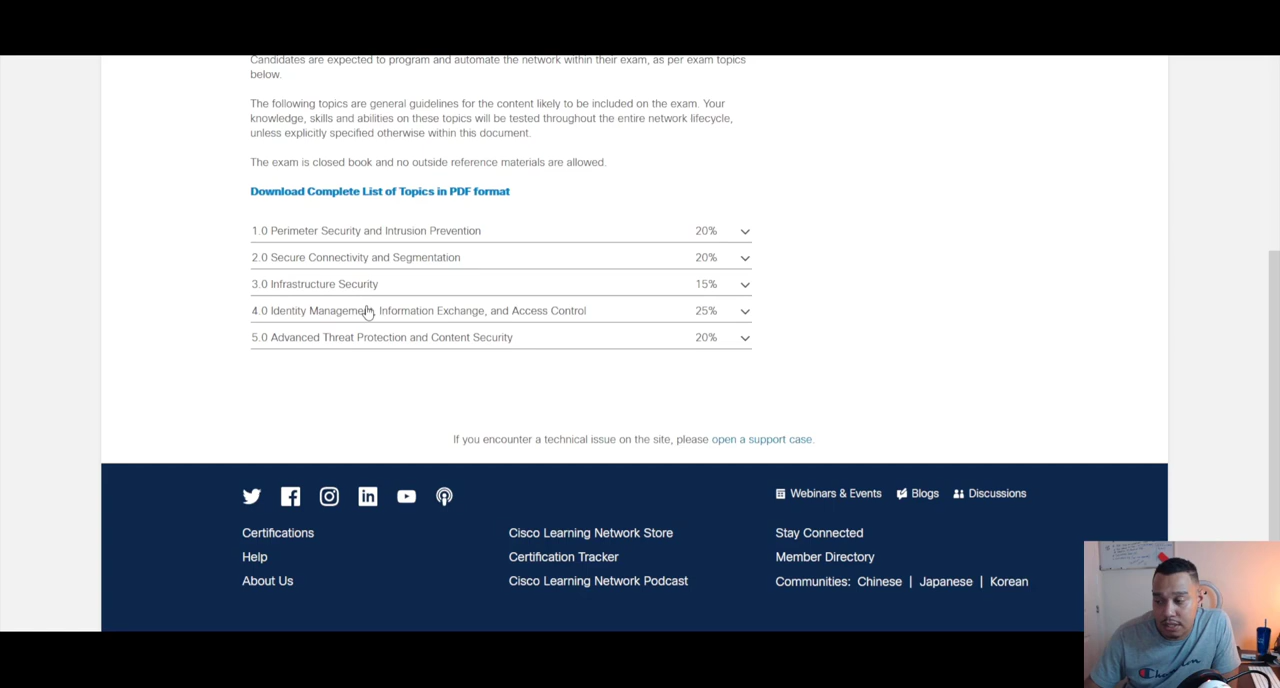 Candidates are expected to program and automate the network within their exam, as per exam topics
below.
The following topics are general guidelines for the content likely to be included on the exam. Your
knowledge, skills and abilities on these topics will be tested throughout the entire network lifecycle,
unless explicitly specified otherwise within this document.
The exam is closed book and no outside reference materials are allowed.
Download Complete List of Topics in PDF format
1.0 Perimeter Security and Intrusion Prevention 20%
2.0 Secure Connectivity and Segmentation 20%
3.0 Infrastructure Security 15%
4.0 Identity Management, Information Exchange, and Access Control 25%
5.0 Advanced Threat Protection and Content Security 20%
If you encounter a technical issue on the site, please open a support case.
Webinars & Events Blogs Discussions
Certifications Cisco Learning Network Store Stay Connected
Help Certification Tracker Member Directory
About Us Cisco Learning Network Podcast Communities: Chinese | Japanese | Korean
Champion